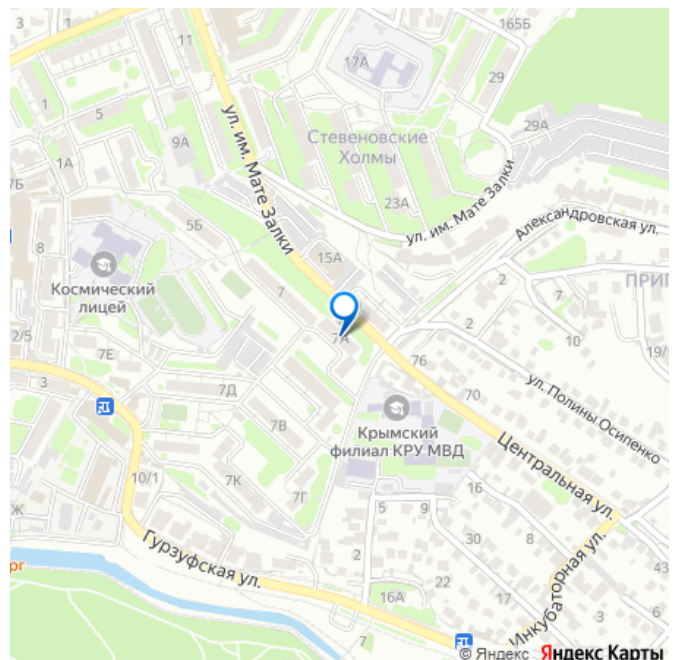 3
11
165Б
17А
29
1
5
ул. им. Мате Залки
Стевеновские
Холмы
29А
9А
1А
7Б
23А
ул. им. Мате Залки
5Б
8
Александровская ул.
15А
Космический
лицей
7
2
ПРИГ
7
2/5
7А
2
10
19/
7Е
3
76
ул. Полины Осипенко
7Д
70
7В
Крымский
филиал КРУ МВД
Центральная ул.
10/1
7К
7Г
16
Ж
5
9
30
8
Гурзуфская ул.
2
Инкубаторная ул.
43
рг
22
16А
3
6
7
© Яндекс Яндекс Карты